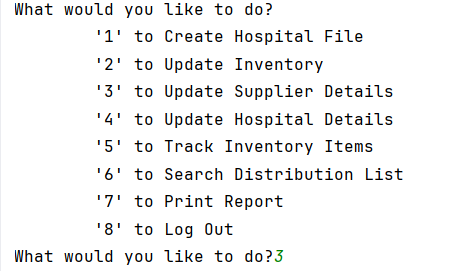 What would you like to do?
'1' to Create Hospital File
'2' to Update Inventory
'3' to Update Supplier Details
'4' to Update Hospital Details
'5' to Track Inventory Items
'6' to Search Distribution List
'7' to Print Report
'8' to Log Out
What would you like to do?3